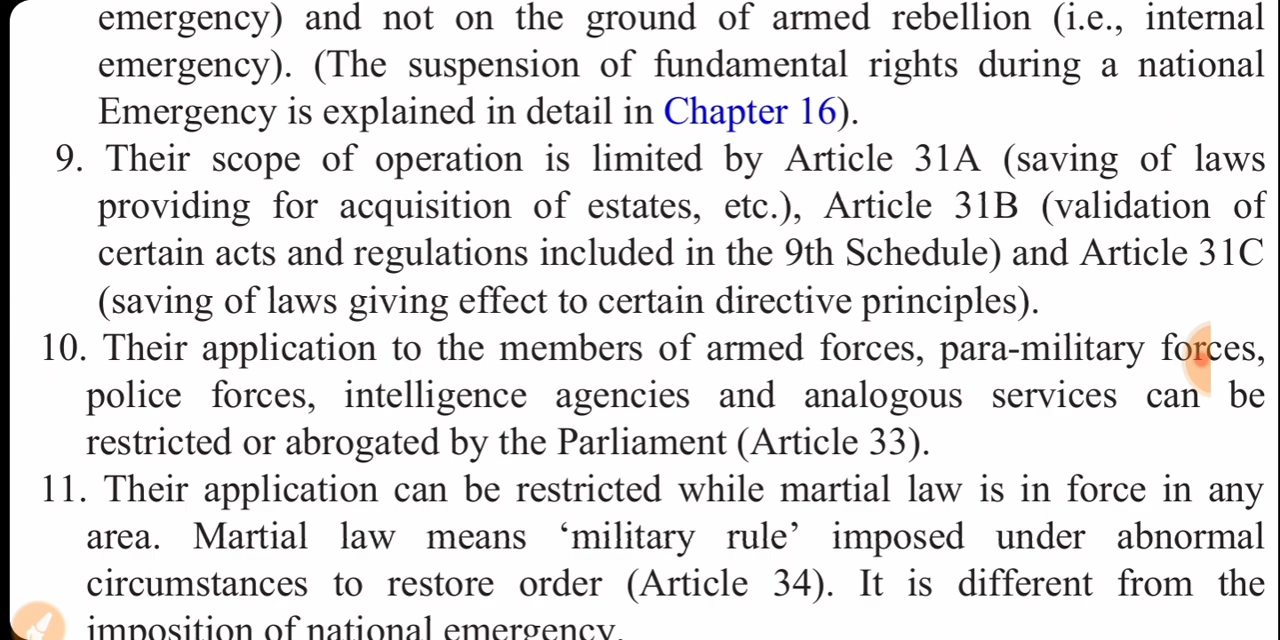 emergency) and not on the ground of armed rebellion (i.e., internal
emergency). (The suspension of fundamental rights during a national
Emergency is explained in detail in Chapter 16).
9. Their scope of operation is limited by Article 31A (saving of laws
providing for acquisition of estates, etc.), Article 31B (validation of
certain acts and regulations included in the 9th Schedule) and Article 31C
(saving of laws giving effect to certain directive principles).
10. Their application to the members of armed forces, para-military forces,
police forces, intelligence agencies and analogous services can be
restricted or abrogated by the Parliament (Article 33).
11. Their application can be restricted while martial law is in force in any
area. Martial law means ‘military rule’ imposed under abnormal
circumstances to restore order (Article 34). It is different from the
imposition of national emergency.